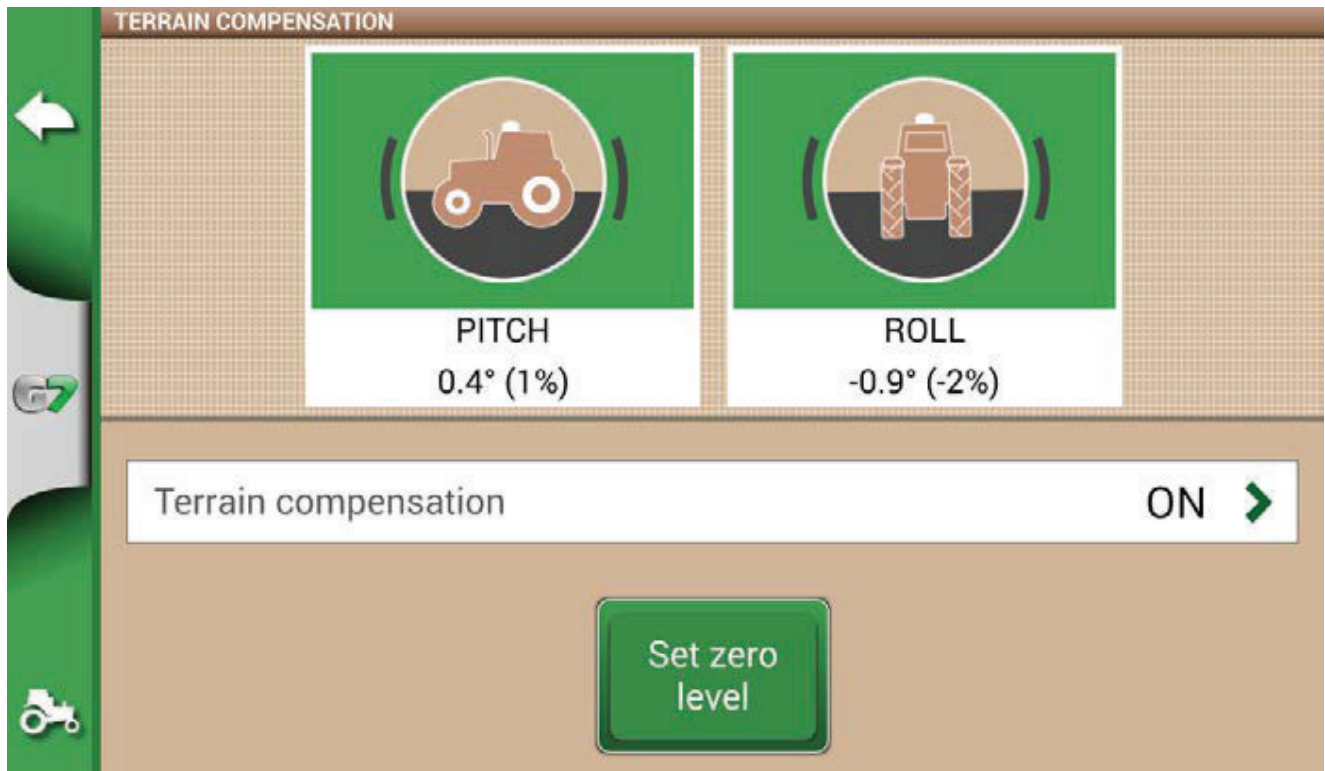 TERRAIN COMPENSATION
PITCH
0.4° (1%)
ROLL
-0.9° (-2%)
G7
Terrain compensation
ON
Set zero
level